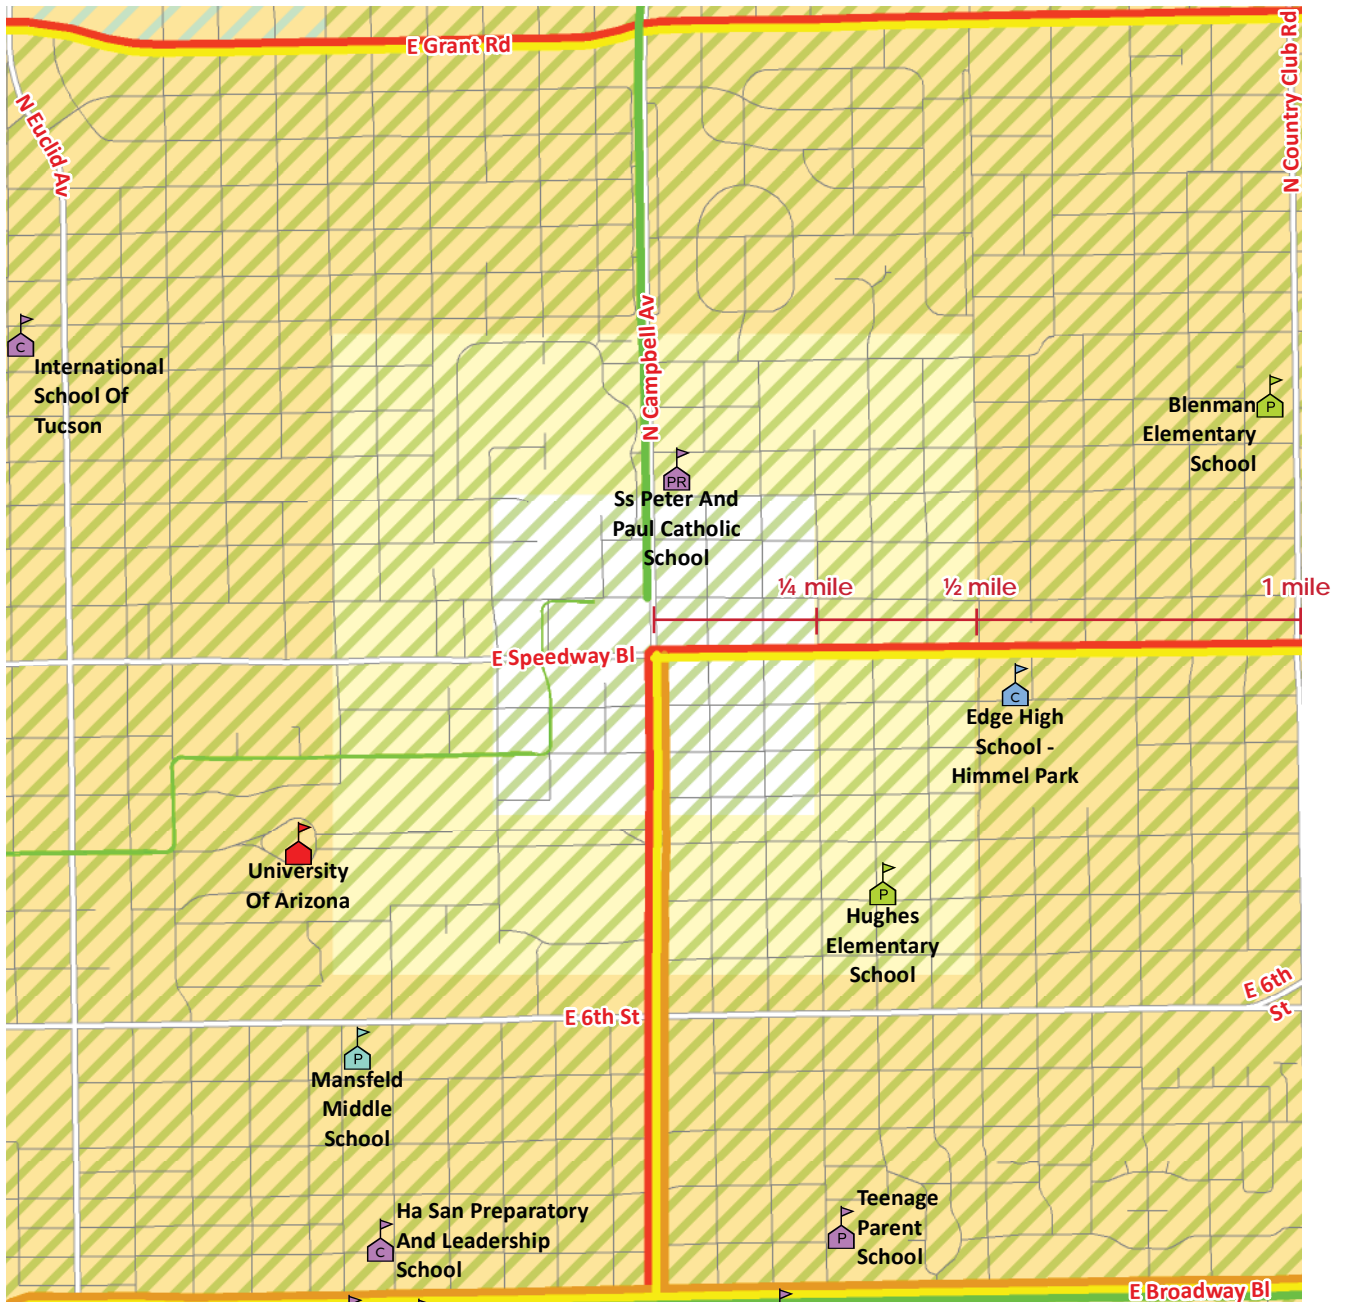 E Grant Rd
N Country Club Rd
N Euclid Av
N Campbell Av
C
International
School Of
Tucson
P
Blenman
Elementary
School
PR
Ss Peter And
Paul Catholic
School
¼ mile
½ mile
1 mile
E Speedway Bl
C
Edge High
School -
Himmel Park
University
Of Arizona
P
Hughes
Elementary
School
E 6th
St
E 6th St
P
Mansfeld
Middle
School
C
Ha San Preparatory
And Leadership
School
P
Teenage
Parent
School
E Broadway Bl